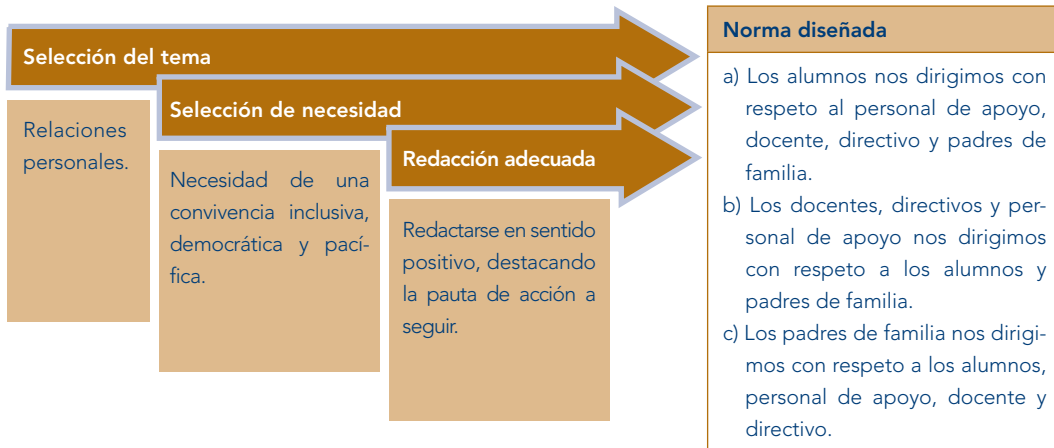 Selección del tema
Relaciones
personales.
Selección de necesidad
Necesidad de una
convivencia inclusiva,
democrática y pací-
fica.
Redacción adecuada
Redactarse en sentido
positivo, destacando
la pauta de acción a
seguir.
Norma diseñada
a) Los alumnos nos dirigimos con
respeto al personal de apoyo,
docente, directivo y padres de
familia.
b) Los docentes, directivos y per-
sonal de apoyo nos dirigimos
con respeto a los alumnos y
padres de familia.
c) Los padres de familia nos dirigi-
mos con respeto a los alumnos,
personal de apoyo, docente y
directivo.